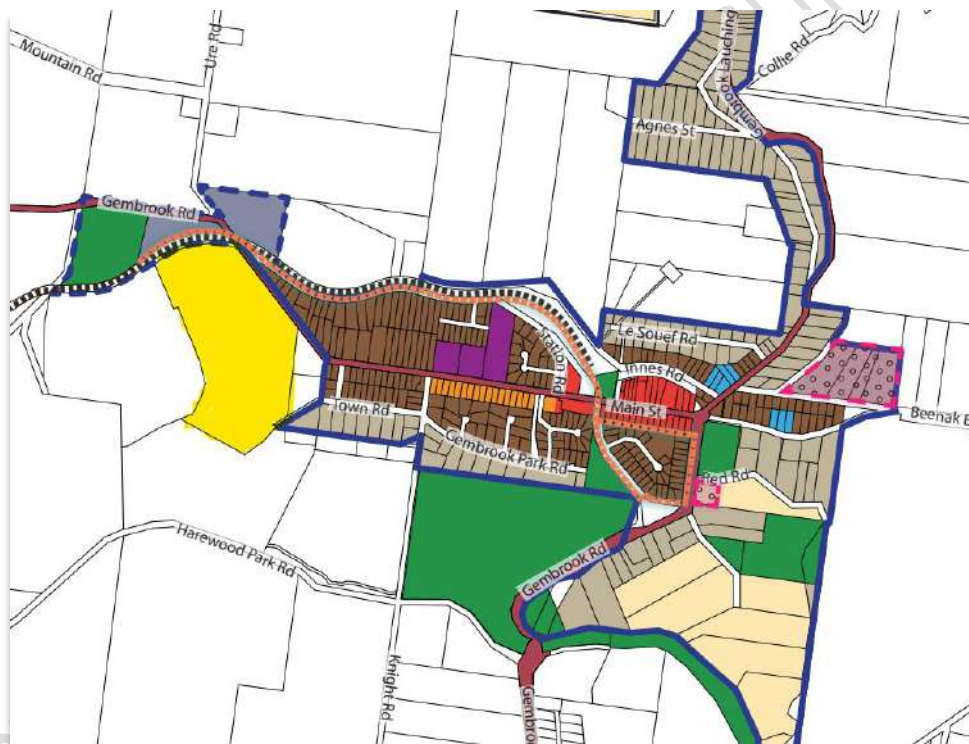 Mountain Rd
Ure Rd
Collie Rd
Agnes St
Gembrook Rd
Le Souef Rd
Station Rd
Innes Rd
Main St
Town Rd
Gembrook Park Rd
Red Rd
Harewood Park Rd
Gembrook Rd
Knight Rd